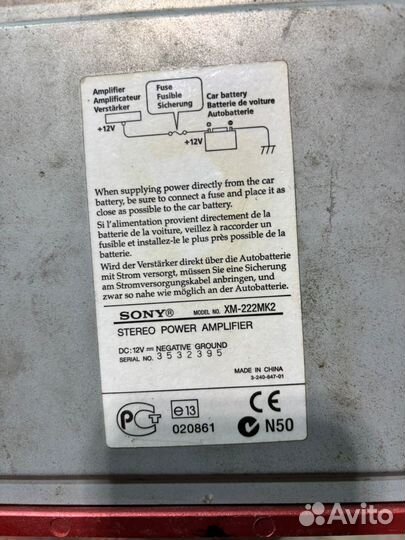 Amplifier
Amplificateur
Verstärker
+12V
Fuse
Fusible
Sicherung
Car battery
Batterie de voiture
Autobatterie
+12V
When supplying power directly from the car
battery, be sure to connect a fuse and place it as
close as possible to the car battery.
Si l'alimentation provient directement de la
batterie de la voiture, veillez à raccorder un
fusible et installez-le le plus près possible de la
batterie.
Wird der Verstärker direkt über die Autobatterie
mit Strom versorgt, müssen Sie eine Sicherung
am Stromversorgungskabel anbringen, und
zwar so nahe wie möglich an der Autobatterie.
SONY® MODEL NO. XM-222MK2
STEREO POWER AMPLIFIER
DC:12V NEGATIVE GROUND
SERIAL NO. 3532395
MADE IN CHINA
3-240-647-01
PCT e13 CE
020861 N50
Avito